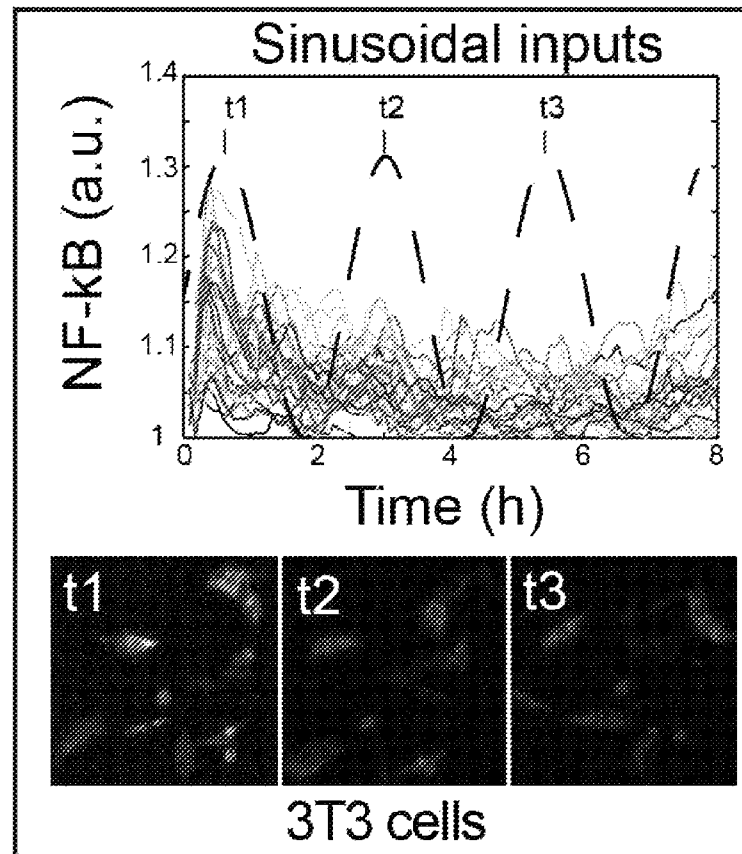 Sinusoidal inputs
1.4
t1 t2 t3
1.3
NF-kB (a.u.)
1.2
1.1
1
0 2 4 6 8
Time (h)
t1 t2 t3
3T3 cells